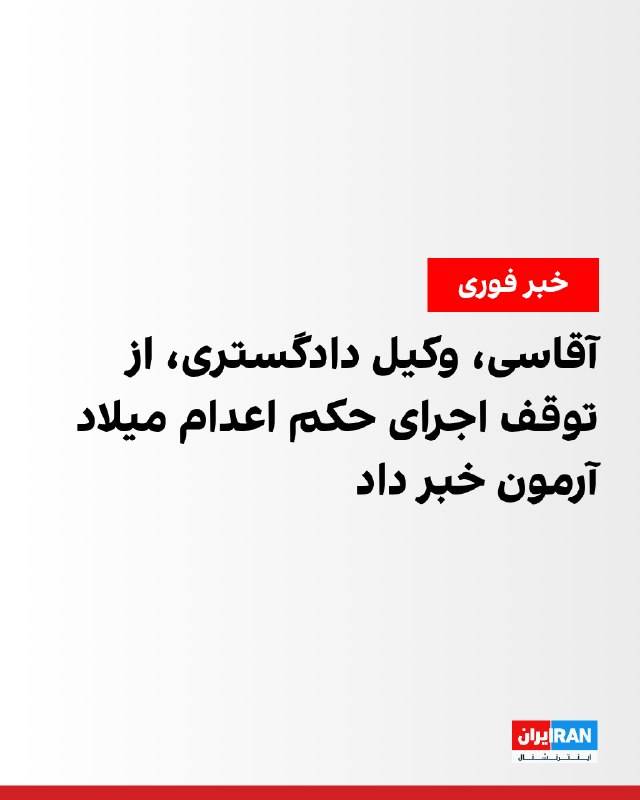 خبر فوری
آقاسی، وکیل دادگستری، از
توقف اجرای حکم اعدام میلاد
آرمون خبر داد
ایران IRAN
اینترنشنال